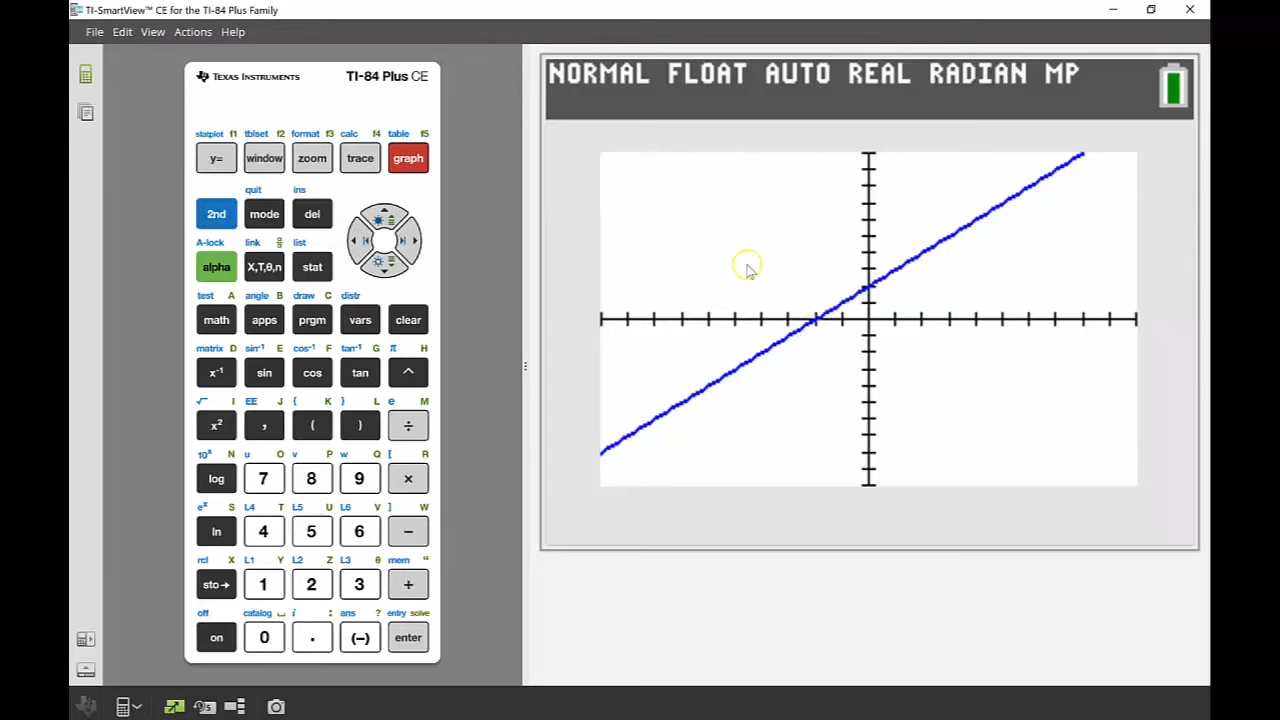 TI-SmartView™ CE for the TI-84 Plus Family
File Edit View Actions Help
TEXAS INSTRUMENTS TI-84 Plus CE
NORMAL FLOAT AUTO REAL RADIAN MP
statplot f1 tblset f2 format f3 calc f4 table f5
y= window zoom trace graph
quit ins
2nd mode del
A-lock link list
alpha X,T,θ,n stat
test A angle B draw C distr
math apps prgm vars clear
matrix D sin⁻¹ E cos⁻¹ F tan⁻¹ G π H
x⁻¹ sin cos tan ^
√ I EE J { K } L e M
x² , ( ) ÷
10ˣ N u O v P w Q [ R
log 7 8 9 ×
eˣ S L4 T L5 U L6 V ] W
ln 4 5 6 −
rcl X L1 Y L2 Z L3 θ mem “
sto→ 1 2 3 +
off catalog ⎵ i : ans ? entry solve
on 0 . (−) enter